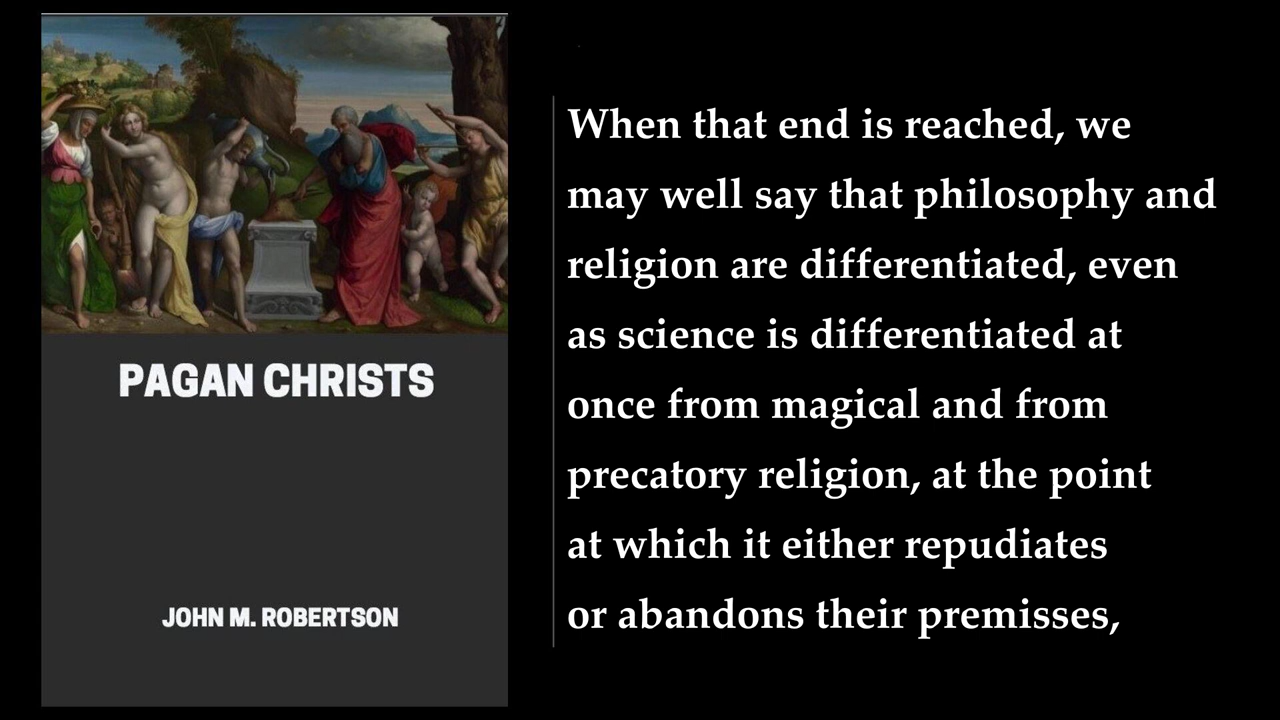 PAGAN CHRISTS
JOHN M. ROBERTSON
When that end is reached, we
may well say that philosophy and
religion are differentiated, even
as science is differentiated at
once from magical and from
precatory religion, at the point
at which it either repudiates
or abandons their premisses,